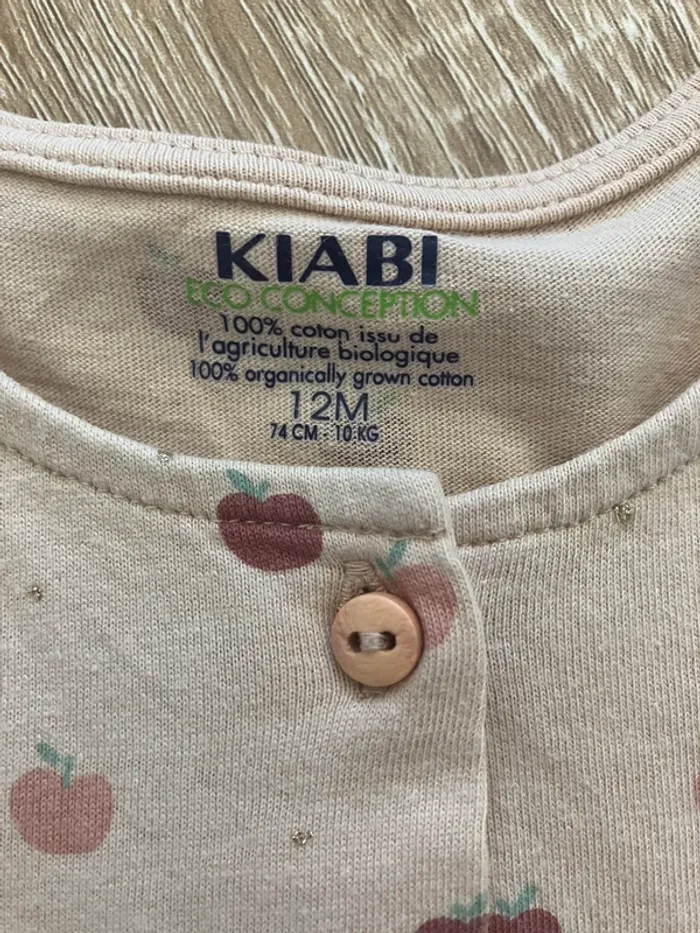 KIABI
ECO CONCEPTION
100% coton issu de
l'agriculture biologique
100% organically grown cotton
12M
74 CM - 10 KG